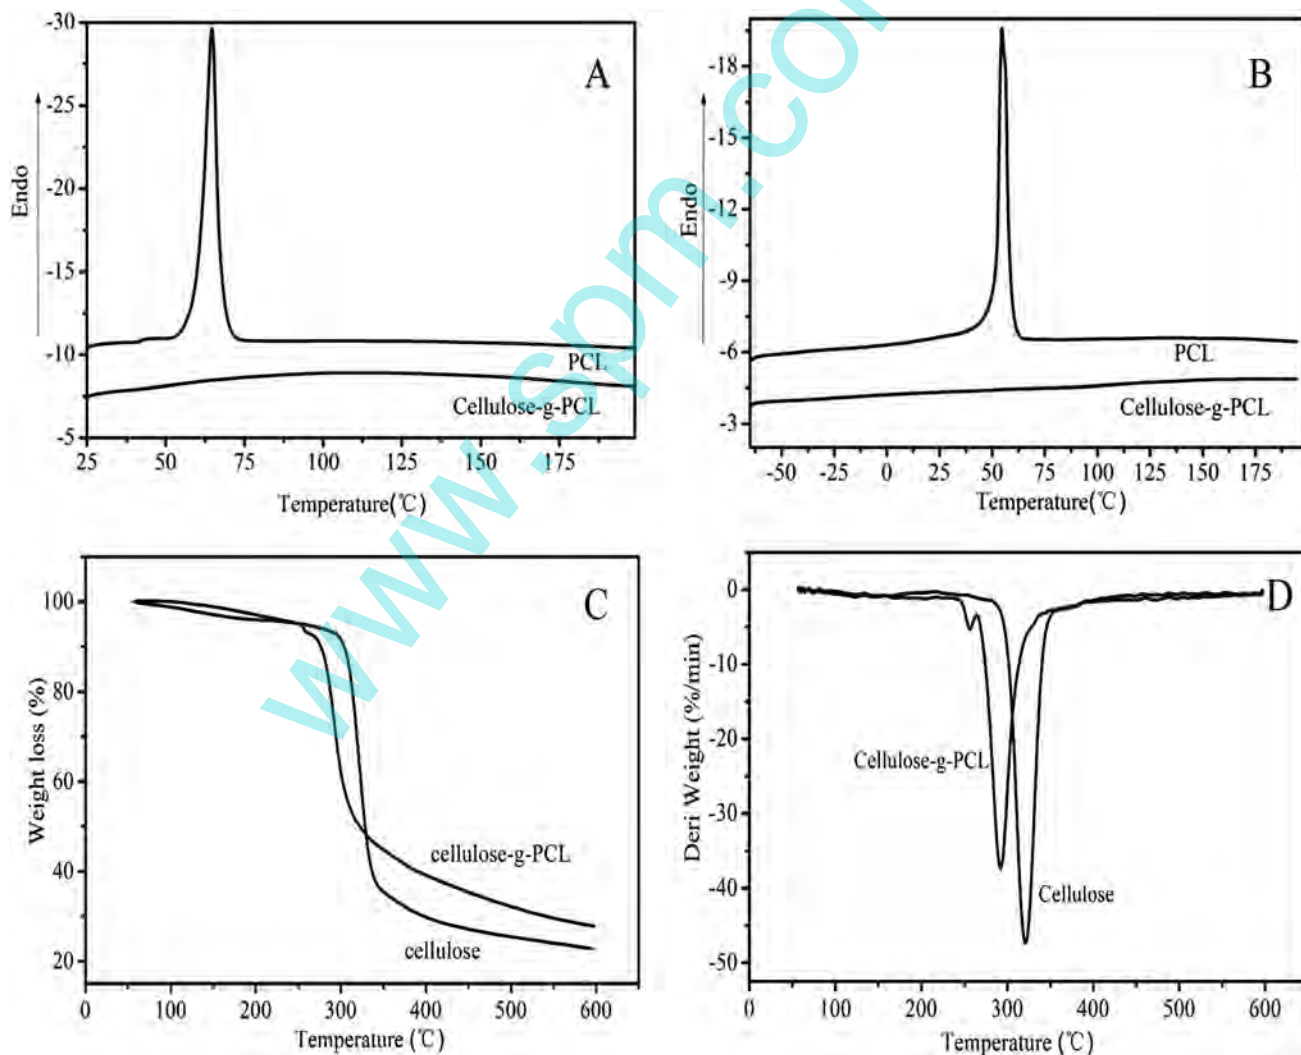 A
-30
-25
-20
-15
-10
-5
Endo
PCL
Cellulose-g-PCL
25 50 75 100 125 150 175
Temperature(℃)
B
-18
-15
-12
-9
-6
-3
Endo
PCL
Cellulose-g-PCL
-50 -25 0 25 50 75 100 125 150 175
Temperature(℃)
C
100
80
60
40
20
Weight loss (%)
cellulose-g-PCL
cellulose
0 100 200 300 400 500 600
Temperature (℃)
D
0
-10
-20
-30
-40
-50
Deri Weight (%/min)
Cellulose-g-PCL
Cellulose
0 100 200 300 400 500 600
Temperature (℃)
www.spm.com